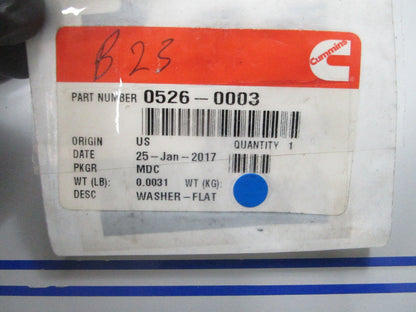 B 23
Cummins
PART NUMBER 0526-0003
ORIGIN US QUANTITY 1
DATE 25-Jan-2017
PKGR MDC
WT (LB): 0.0031 WT (KG):
DESC WASHER-FLAT